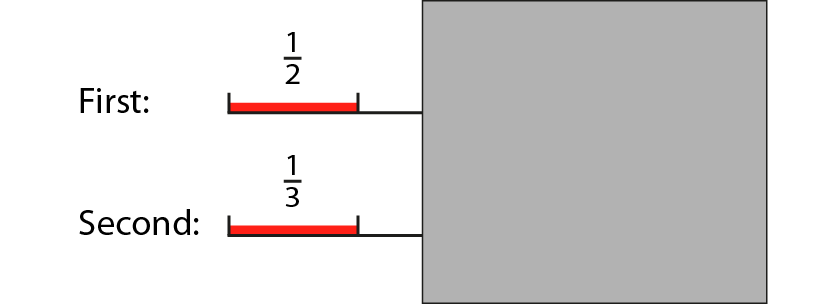 First: 1/2
Second: 1/3